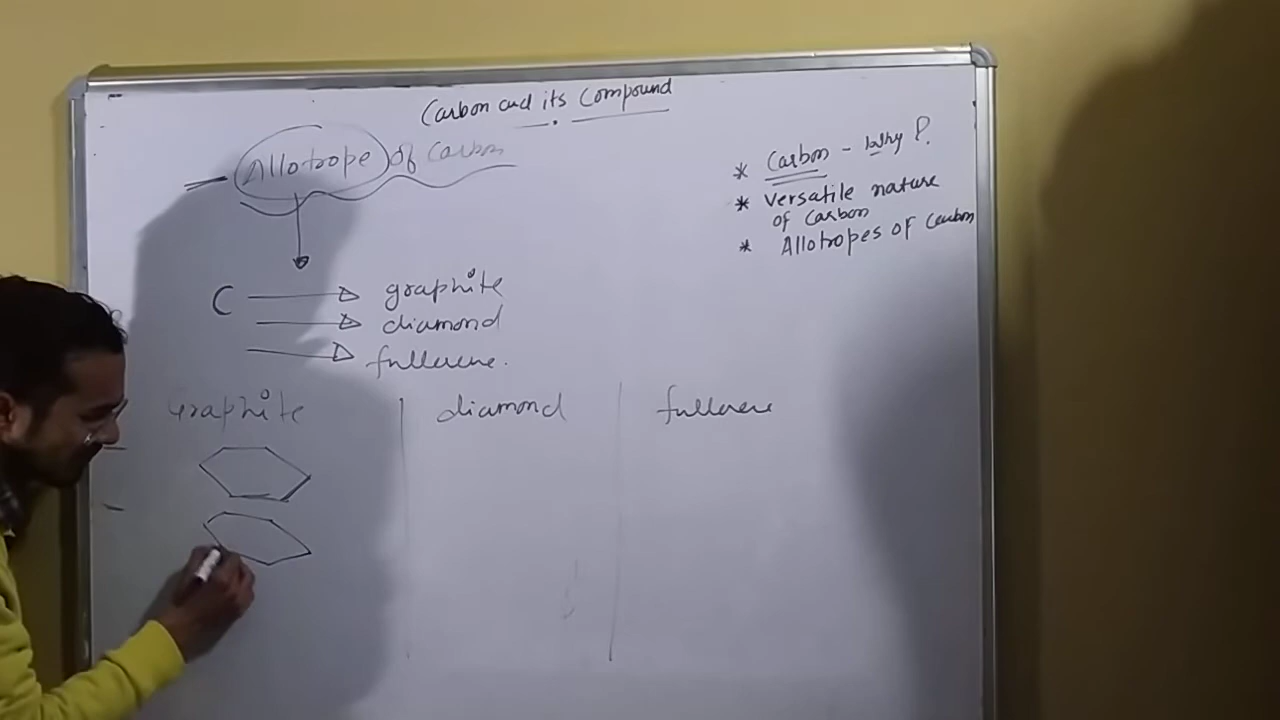 Carbon and its Compound
Allotrope of Carbon
* Carbon - Why ?
* Versatile nature
of Carbon
* Allotropes of Carbon
C graphite
diamond
fullerene.
Graphite diamond fullerene